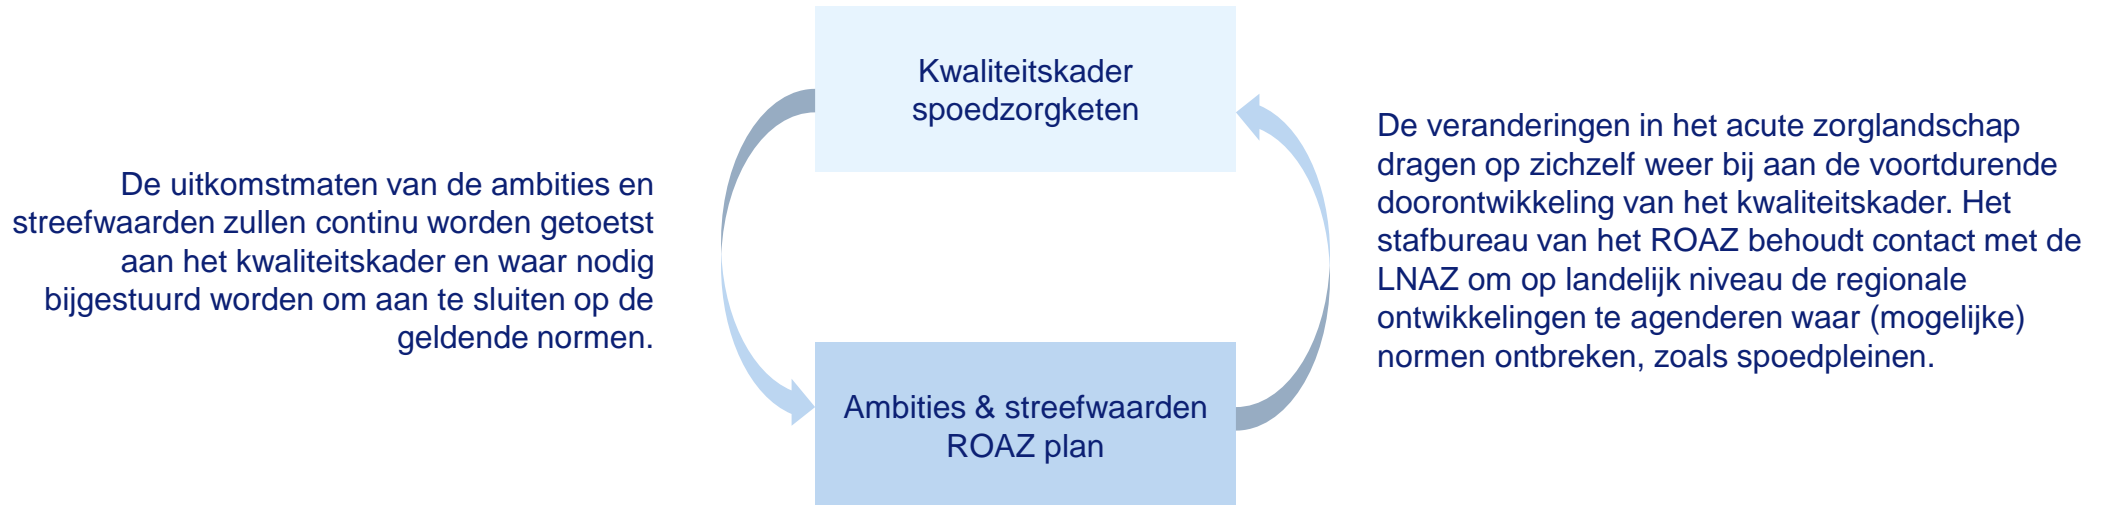 De uitkomstmaten van de ambities en
streefwaarden zullen continu worden getoetst
aan het kwaliteitskader en waar nodig
bijgestuurd worden om aan te sluiten op de
geldende normen.
Kwaliteitskader
spoedzorgketen
Ambities & streefwaarden
ROAZ plan
De veranderingen in het acute zorglandschap
dragen op zichzelf weer bij aan de voortdurende
doorontwikkeling van het kwaliteitskader. Het
stafbureau van het ROAZ behoudt contact met de
LNAZ om op landelijk niveau de regionale
ontwikkelingen te agenderen waar (mogelijke)
normen ontbreken, zoals spoedpleinen.